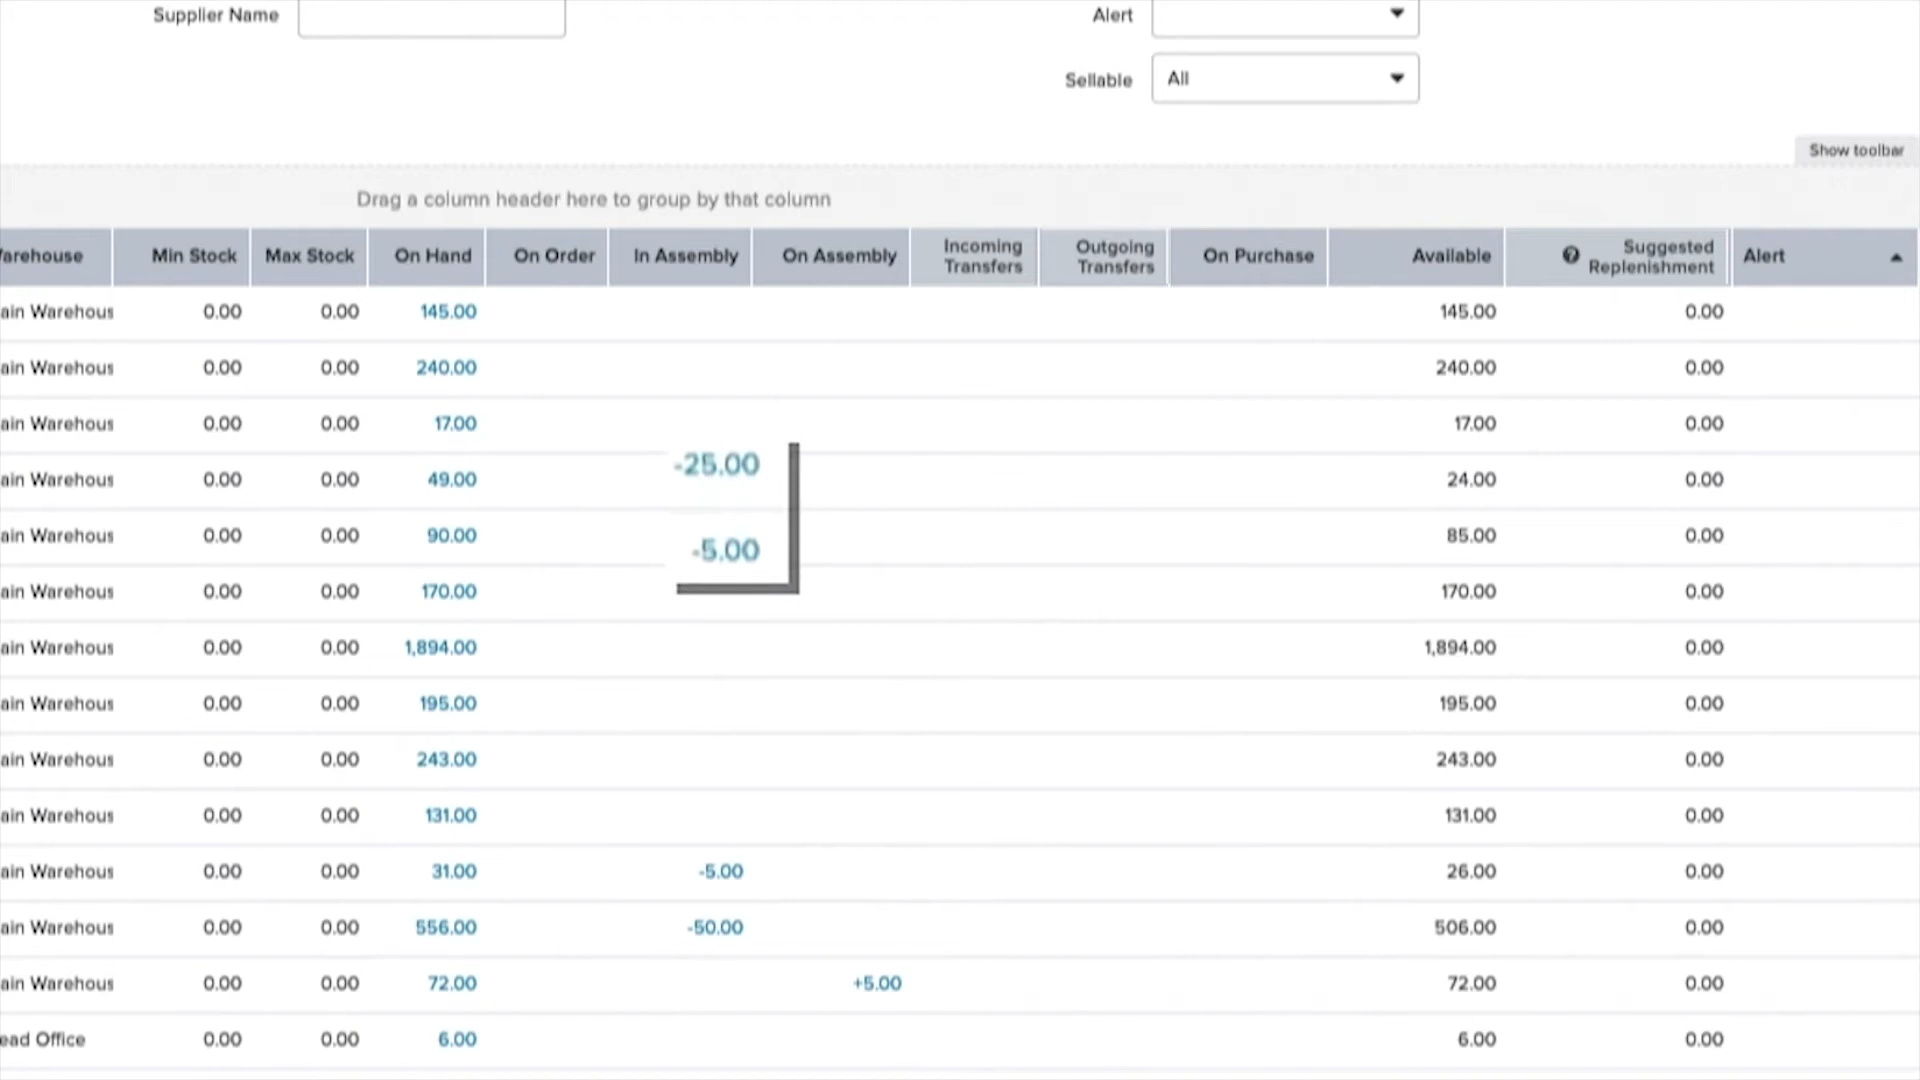 Supplier Name
Alert
Sellable All
Show toolbar
Drag a column header here to group by that column
arehouse Min Stock Max Stock On Hand On Order In Assembly On Assembly Incoming Transfers Outgoing Transfers On Purchase Available Suggested Replenishment Alert
ain Warehous 0.00 0.00 145.00 145.00 0.00
ain Warehous 0.00 0.00 240.00 240.00 0.00
ain Warehous 0.00 0.00 17.00 17.00 0.00
ain Warehous 0.00 0.00 49.00 -25.00 24.00 0.00
ain Warehous 0.00 0.00 90.00 -5.00 85.00 0.00
ain Warehous 0.00 0.00 170.00 170.00 0.00
ain Warehous 0.00 0.00 1,894.00 1,894.00 0.00
ain Warehous 0.00 0.00 195.00 195.00 0.00
ain Warehous 0.00 0.00 243.00 243.00 0.00
ain Warehous 0.00 0.00 131.00 131.00 0.00
ain Warehous 0.00 0.00 31.00 -5.00 26.00 0.00
ain Warehous 0.00 0.00 556.00 -50.00 506.00 0.00
ain Warehous 0.00 0.00 72.00 +5.00 72.00 0.00
ead Office 0.00 0.00 6.00 6.00 0.00